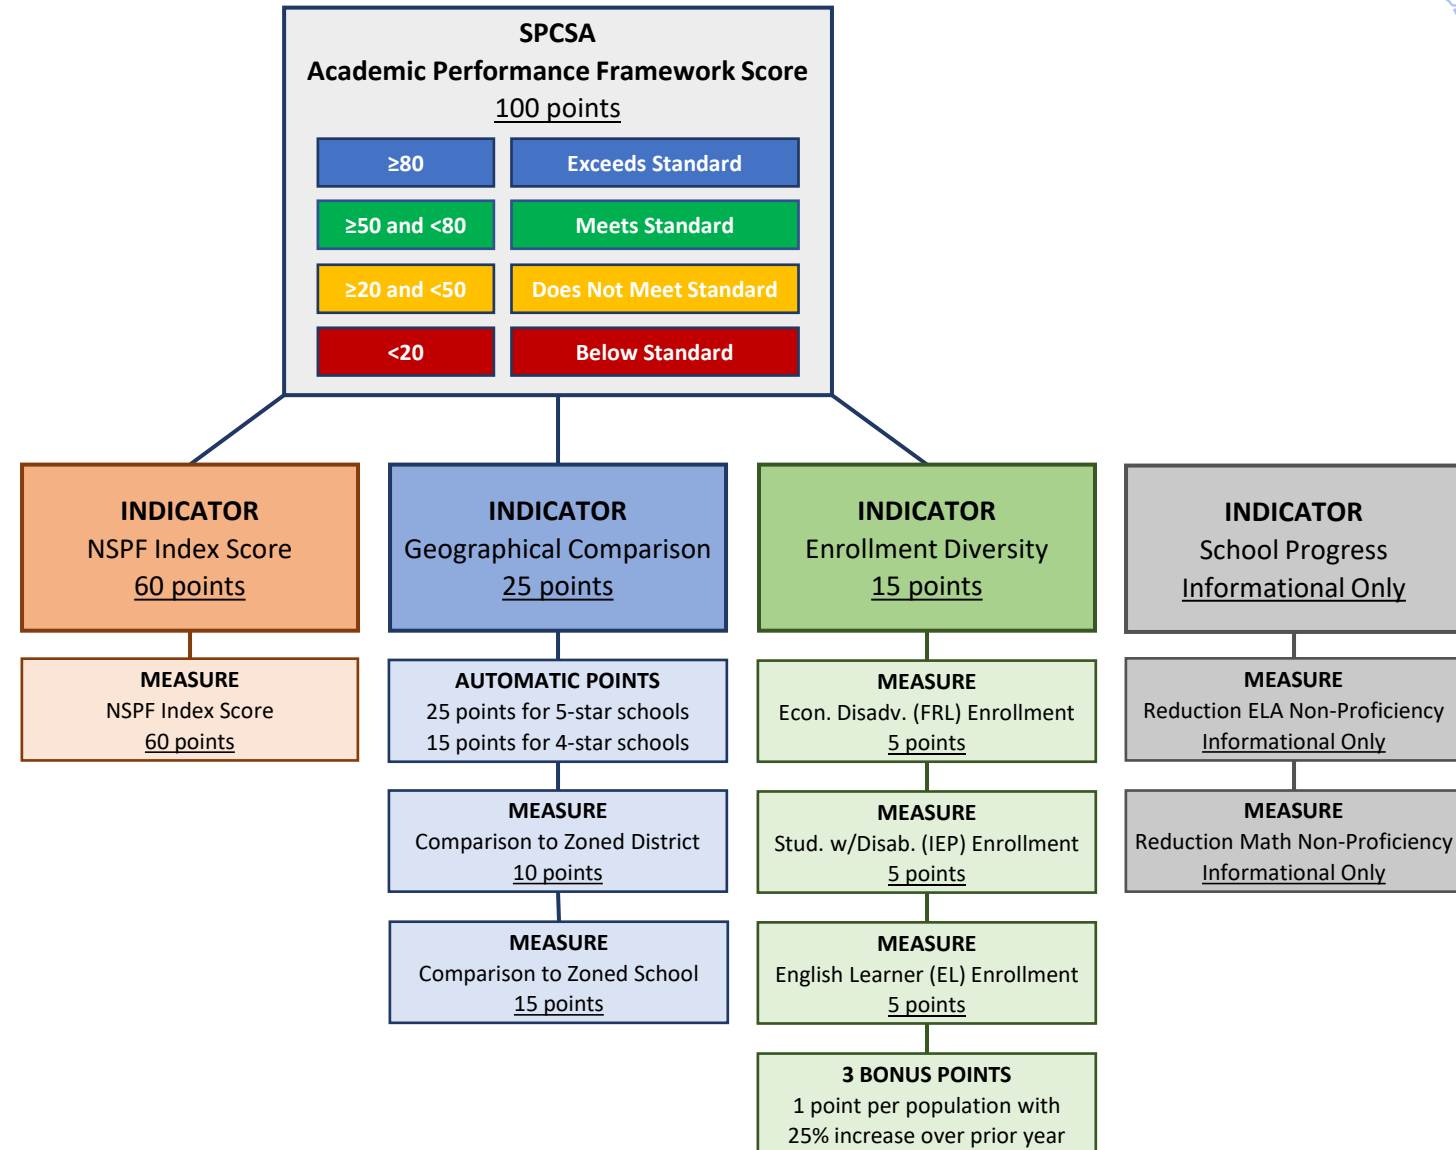 SPCSA
Academic Performance Framework Score
100 points
≥80
Exceeds Standard
≥50 and <80
Meets Standard
≥20 and <50
Does Not Meet Standard
<20
Below Standard
INDICATOR
NSPF Index Score
60 points
MEASURE
NSPF Index Score
60 points
INDICATOR
Geographical Comparison
25 points
AUTOMATIC POINTS
25 points for 5-star schools
15 points for 4-star schools
MEASURE
Comparison to Zoned District
10 points
MEASURE
Comparison to Zoned School
15 points
INDICATOR
Enrollment Diversity
15 points
MEASURE
Econ. Disadv. (FRL) Enrollment
5 points
MEASURE
Stud. w/Disab. (IEP) Enrollment
5 points
MEASURE
English Learner (EL) Enrollment
5 points
3 BONUS POINTS
1 point per population with
25% increase over prior year
INDICATOR
School Progress
Informational Only
MEASURE
Reduction ELA Non-Proficiency
Informational Only
MEASURE
Reduction Math Non-Proficiency
Informational Only